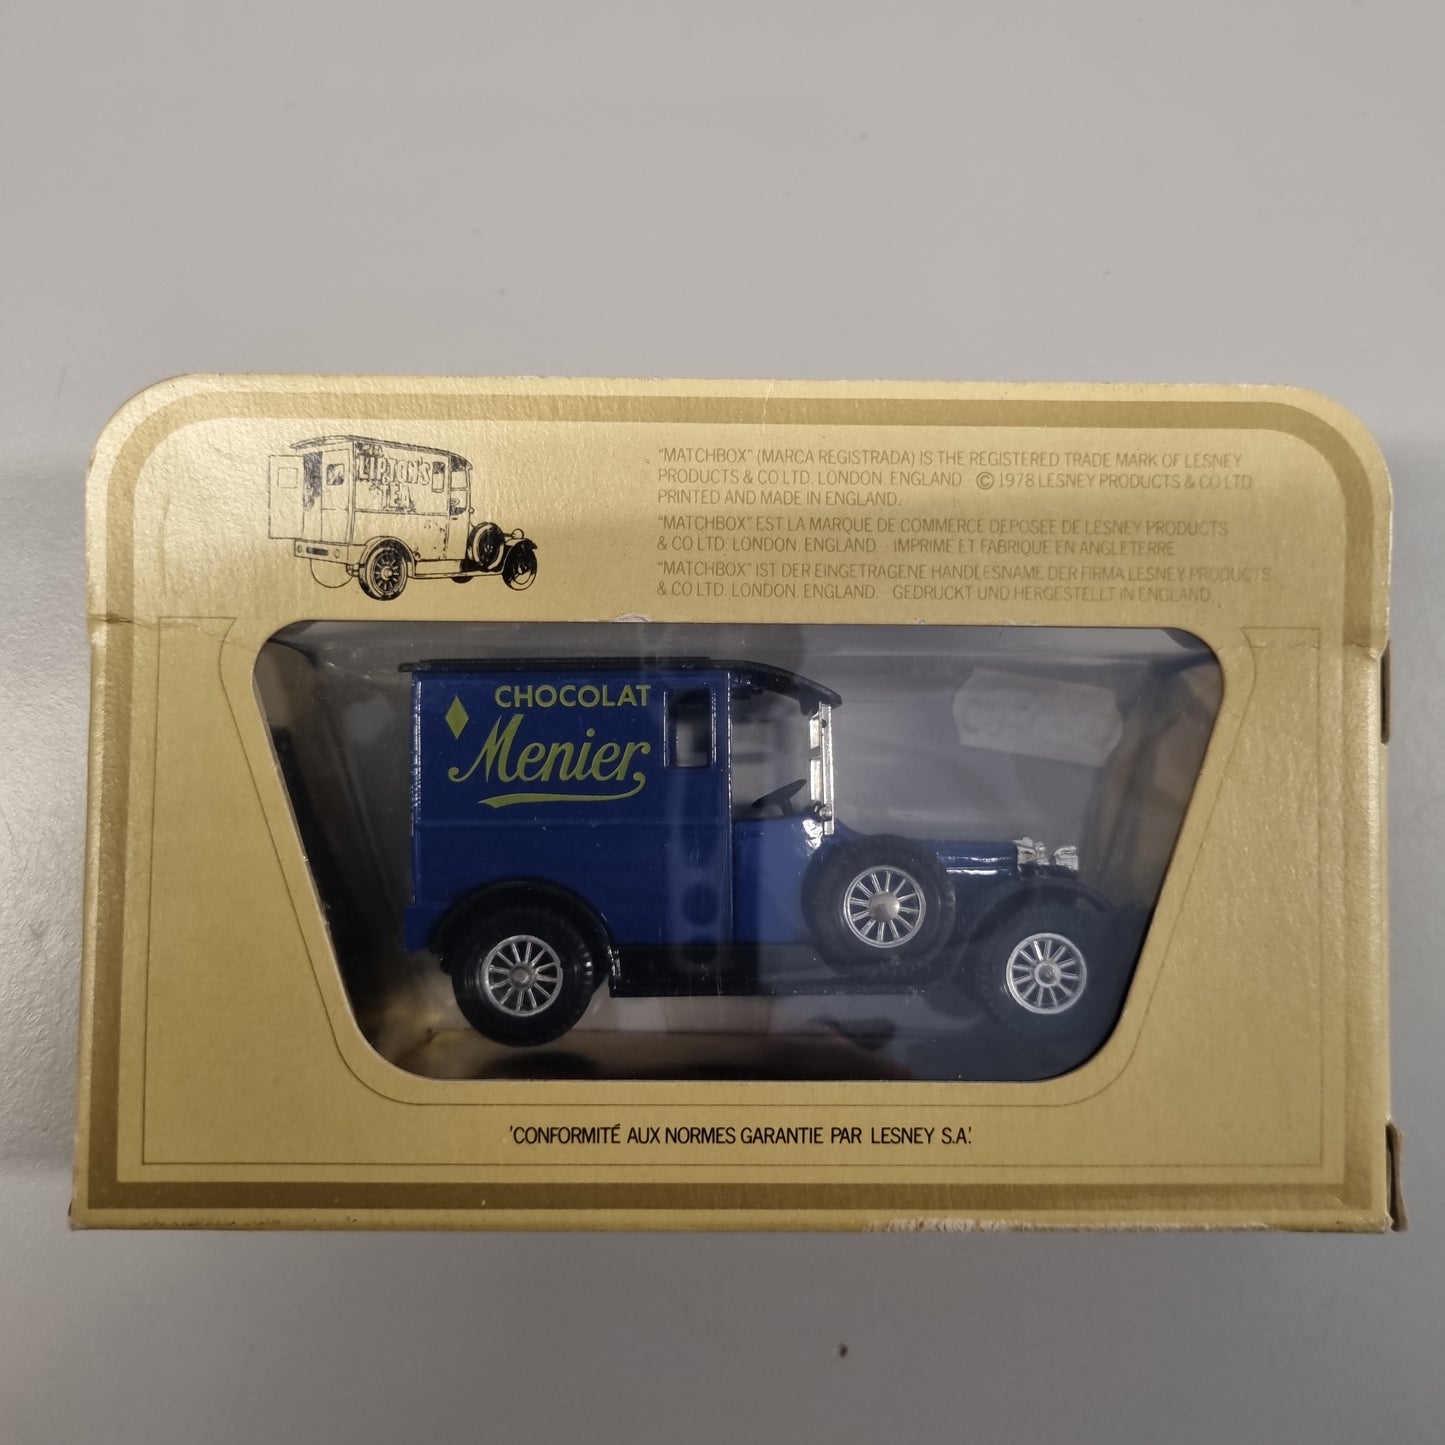 LIPTON'S
TEA
"MATCHBOX" (MARCA REGISTRADA) IS THE REGISTERED TRADE MARK OF LESNEY
PRODUCTS & CO LTD. LONDON. ENGLAND · © 1978 LESNEY PRODUCTS & CO LTD
PRINTED AND MADE IN ENGLAND.
"MATCHBOX" EST LA MARQUE DE COMMERCE DEPOSEE DE LESNEY PRODUCTS
& CO LTD. LONDON. ENGLAND. · IMPRIME ET FABRIQUE EN ANGLETERRE
"MATCHBOX" IST DER EINGETRAGENE HANDLESNAME DER FIRMA LESNEY PRODUCTS
& CO LTD. LONDON. ENGLAND. · GEDRUCKT UND HERGESTELLT IN ENGLAND.
CHOCOLAT
Menier
'CONFORMITÉ AUX NORMES GARANTIE PAR LESNEY S.A.'